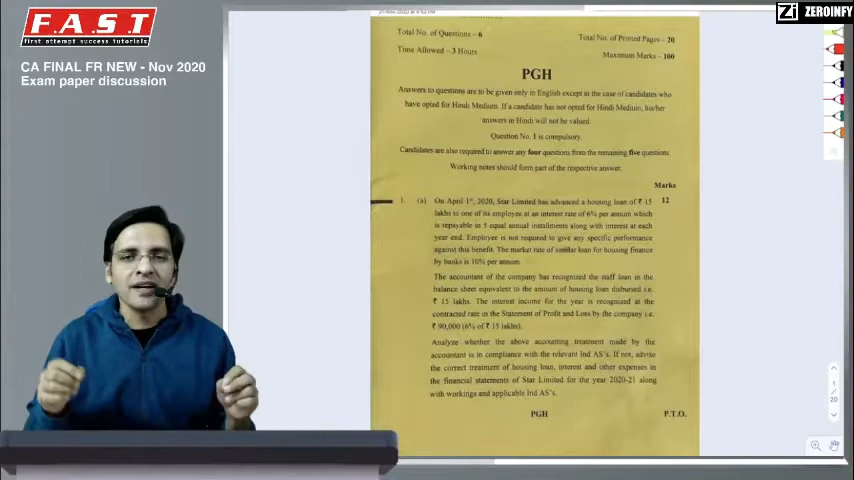 F.A.S.T
first attempt success tutorials
CA FINAL FR NEW - Nov 2020
Exam paper discussion
Zi ZEROINFY
21-Nov-2020 at 4:52 PM
Total No. of Questions – 6
Total No. of Printed Pages – 20
Time Allowed – 3 Hours
Maximum Marks – 100
PGH
Answers to questions are to be given only in English except in the case of candidates who
have opted for Hindi Medium. If a candidate has not opted for Hindi Medium, his/her
answers in Hindi will not be valued.
Question No. 1 is compulsory.
Candidates are also required to answer any four questions from the remaining five questions.
Working notes should form part of the respective answer.
Marks
1. (a) On April 1st, 2020, Star Limited has advanced a housing loan of ₹ 15 12
lakhs to one of its employee at an interest rate of 6% per annum which
is repayable in 5 equal annual installments along with interest at each
year end. Employee is not required to give any specific performance
against this benefit. The market rate of similar loan for housing finance
by banks is 10% per annum.
The accountant of the company has recognized the staff loan in the
balance sheet equivalent to the amount of housing loan disbursed i.e.
₹ 15 lakhs. The interest income for the year is recognized at the
contracted rate in the Statement of Profit and Loss by the company i.e.
₹ 90,000 (6% of ₹ 15 lakhs).
Analyze whether the above accounting treatment made by the
accountant is in compliance with the relevant Ind AS's. If not, advise
the correct treatment of housing loan, interest and other expenses in
the financial statements of Star Limited for the year 2020-21 along
with workings and applicable Ind AS's.
PGH
P.T.O.
1
/
20